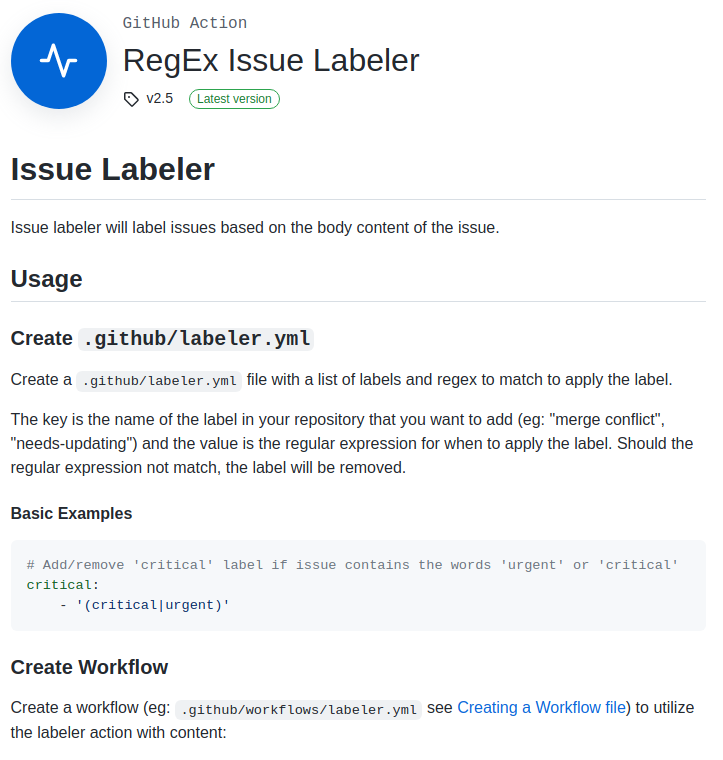 GitHub Action
RegEx Issue Labeler
v2.5 Latest version
Issue Labeler
Issue labeler will label issues based on the body content of the issue.
Usage
Create .github/labeler.yml
Create a .github/labeler.yml file with a list of labels and regex to match to apply the label.
The key is the name of the label in your repository that you want to add (eg: "merge conflict",
"needs-updating") and the value is the regular expression for when to apply the label. Should the
regular expression not match, the label will be removed.
Basic Examples
# Add/remove 'critical' label if issue contains the words 'urgent' or 'critical'
critical:
    - '(critical|urgent)'
Create Workflow
Create a workflow (eg: .github/workflows/labeler.yml see Creating a Workflow file) to utilize
the labeler action with content: